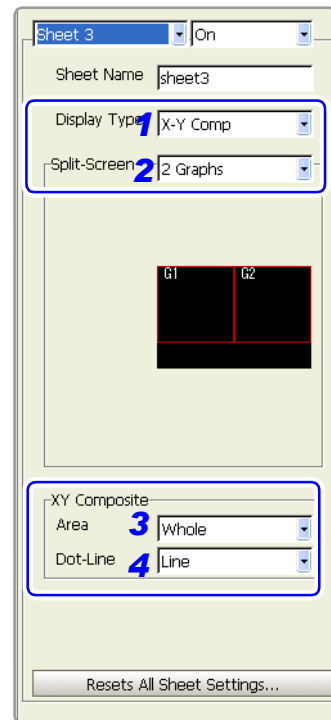 Sheet 3 On
Sheet Name sheet3
Display Type 1 X-Y Comp
Split-Screen 2 2 Graphs
G1 G2
XY Composite
Area 3 Whole
Dot-Line 4 Line
Resets All Sheet Settings...